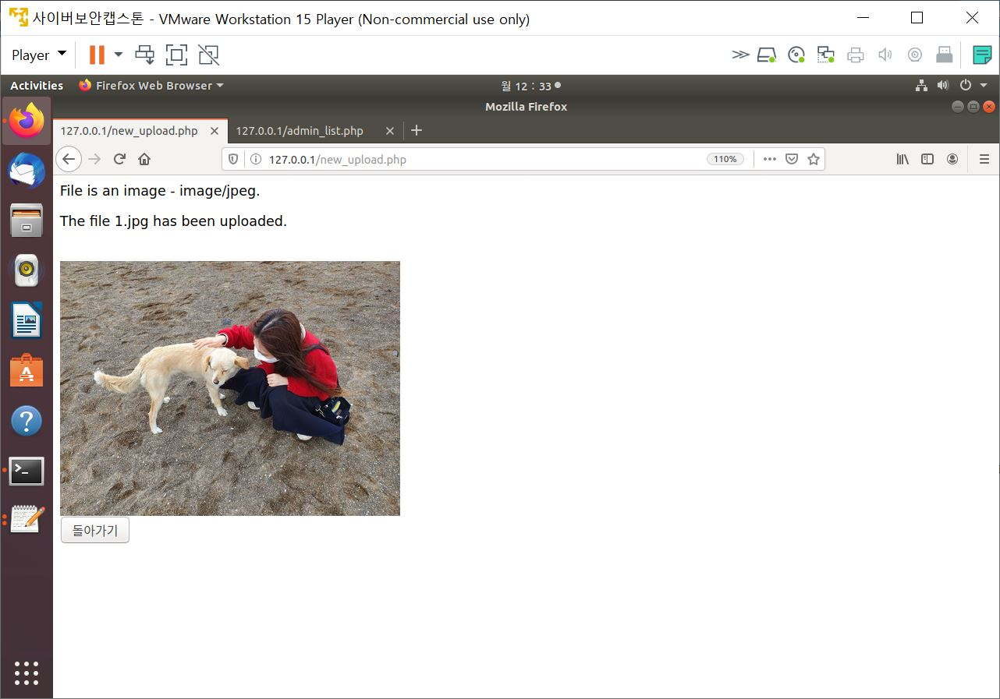 사이버보안캡스톤 - VMware Workstation 15 Player (Non-commercial use only)
Player
Activities Firefox Web Browser 월 12 : 33
Mozilla Firefox
127.0.0.1/new_upload.php 127.0.0.1/admin_list.php
127.0.0.1/new_upload.php 110%
File is an image - image/jpeg.
The file 1.jpg has been uploaded.
돌아가기